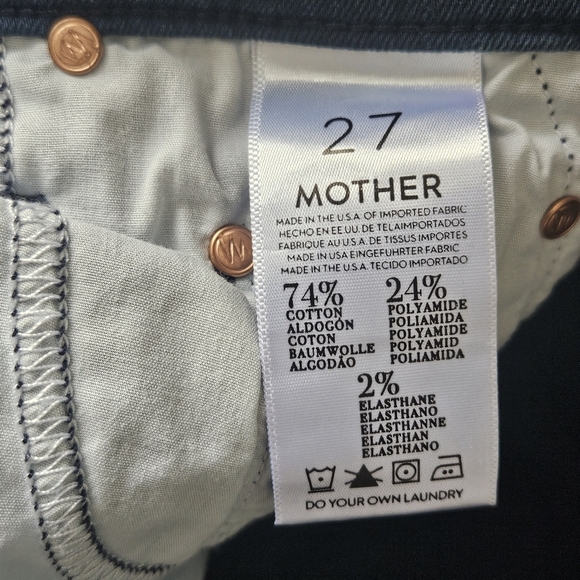 27
MOTHER
MADE IN THE U.S.A. OF IMPORTED FABRIC
HECHO EN EE.UU. DE TELAIMPORTADOS
FABRIQUE AU U.S.A. DE TISSUS IMPORTES
MADE IN USA EINGEFUHRTER FABRIC
MADE IN THE U.S.A. TECIDO IMPORTADO
74%
COTTON
ALDOGÓN
COTON
BAUMWOLLE
ALGODÃO
24%
POLYAMIDE
POLIAMIDA
POLYAMIDE
POLYAMID
POLIAMIDA
2%
ELASTHANE
ELASTHANO
ELASTHANNE
ELASTHAN
ELASTHANO
DO YOUR OWN LAUNDRY